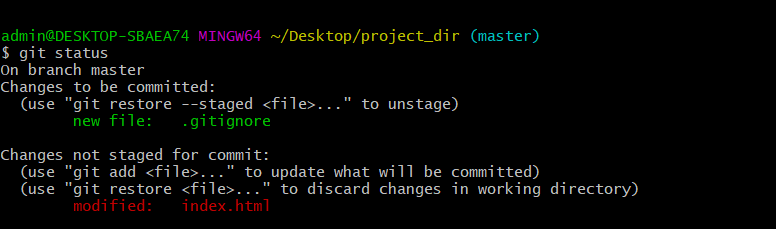 admin@DESKTOP-SBAEA74 MINGW64 ~/Desktop/project_dir (master)
$ git status
On branch master
Changes to be committed:
  (use "git restore --staged <file>..." to unstage)
        new file:   .gitignore

Changes not staged for commit:
  (use "git add <file>..." to update what will be committed)
  (use "git restore <file>..." to discard changes in working directory)
        modified:   index.html